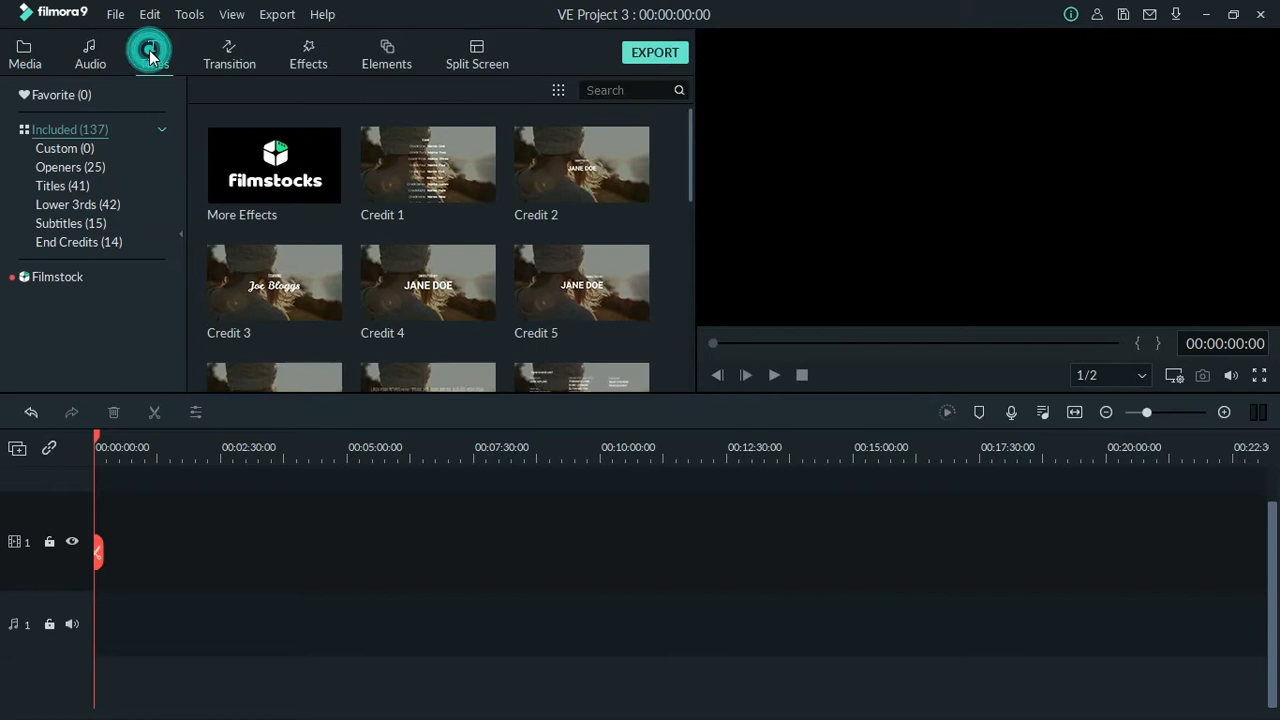 filmora9
File Edit Tools View Export Help
VE Project 3 : 00:00:00:00
Media Audio Transition Effects Elements Split Screen
EXPORT
Favorite (0)
Search
Included (137)
Custom (0)
Openers (25)
Titles (41)
Lower 3rds (42)
Subtitles (15)
End Credits (14)
Filmstock
filmstocks
JANE DOE
More Effects Credit 1 Credit 2
Joe Bloggs
JANE DOE
JANE DOE
Credit 3 Credit 4 Credit 5
{ } 00:00:00:00
1/2
00:00:00:00 00:02:30:00 00:05:00:00 00:07:30:00 00:10:00:00 00:12:30:00 00:15:00:00 00:17:30:00 00:20:00:00 00:22:3
1
1